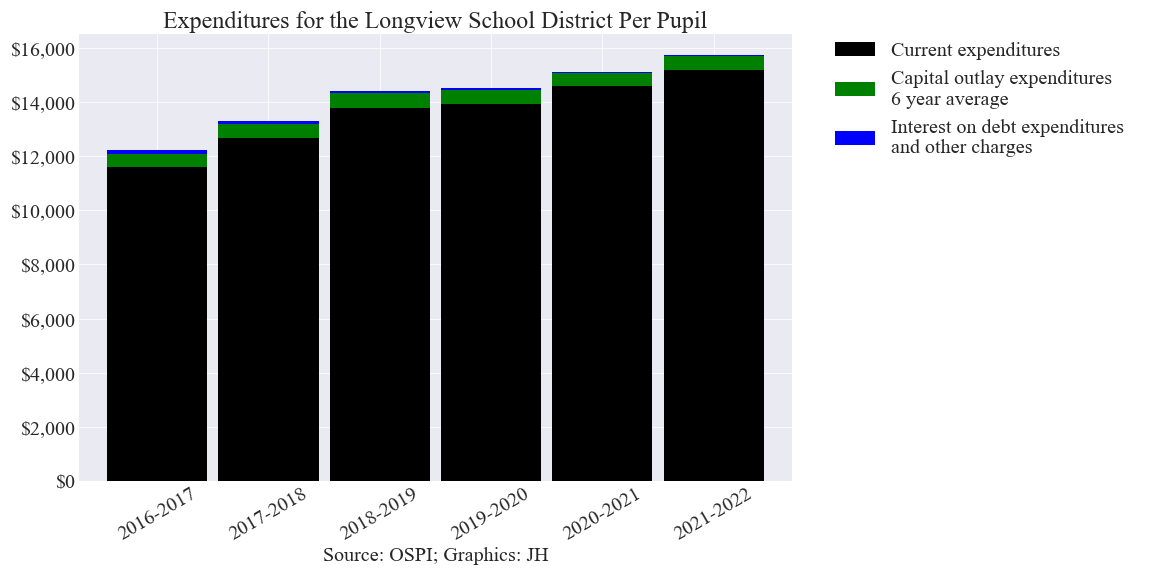 Expenditures for the Longview School District Per Pupil
$16,000
$14,000
$12,000
$10,000
$8,000
$6,000
$4,000
$2,000
$0
2016-2017
2017-2018
2018-2019
2019-2020
2020-2021
2021-2022
Source: OSPI; Graphics: JH
Current expenditures
Capital outlay expenditures
6 year average
Interest on debt expenditures
and other charges